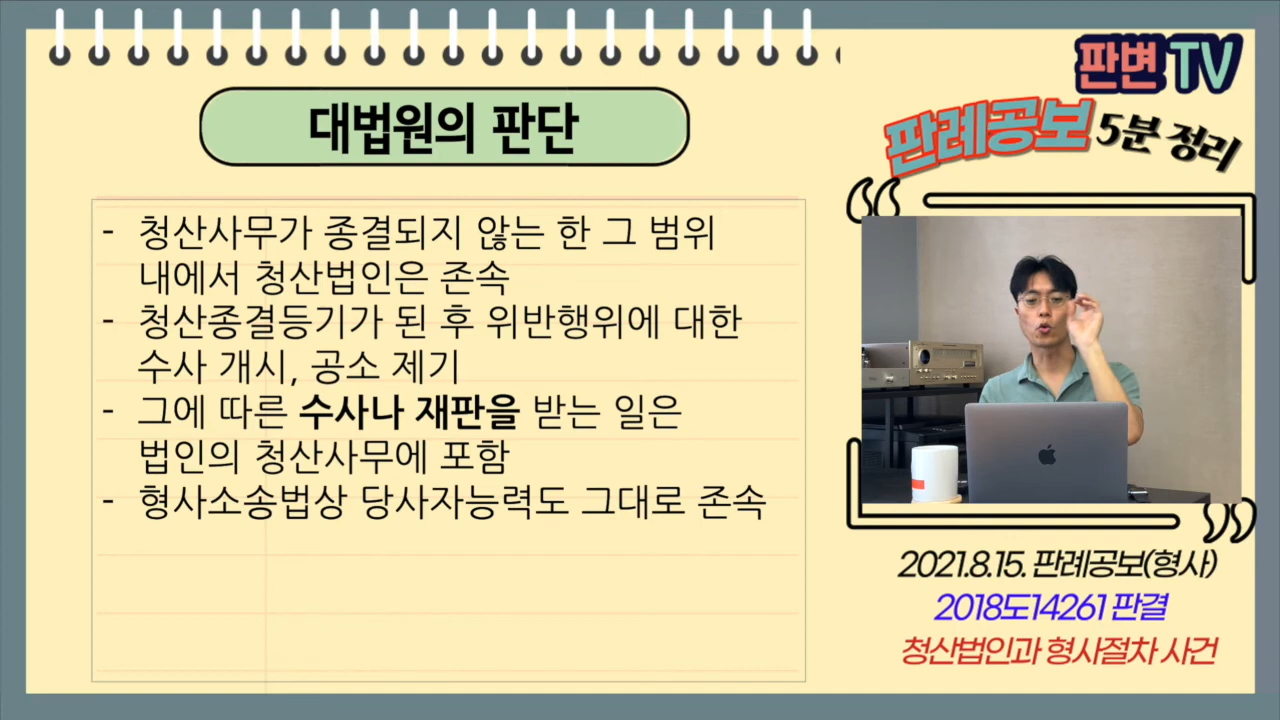 대법원의 판단
- 청산사무가 종결되지 않는 한 그 범위
내에서 청산법인은 존속
- 청산종결등기가 된 후 위반행위에 대한
수사 개시, 공소 제기
- 그에 따른 수사나 재판을 받는 일은
법인의 청산사무에 포함
- 형사소송법상 당사자능력도 그대로 존속
판변 TV
판례공보 5분 정리
2021.8.15. 판례공보(형사)
2018도14261 판결
청산법인과 형사절차 사건